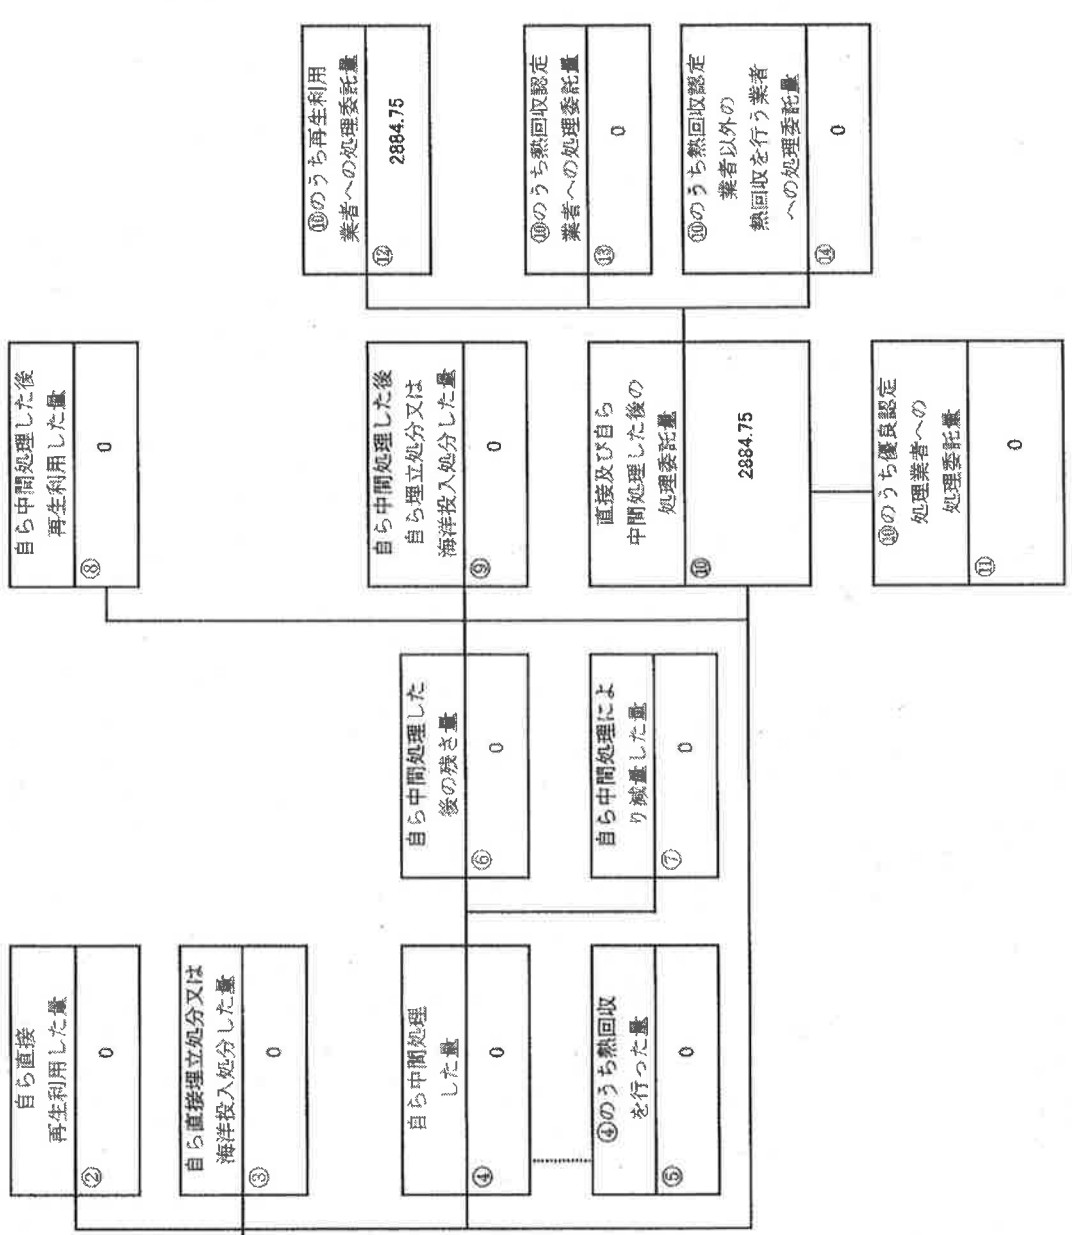 自ら直接
再生利用した量
②
0
自ら直接埋立処分又は
海洋投入処分した量
③
0
自ら中間処理
した量
④
0
④のうち熱回収
を行った量
⑤
0
自ら中間処理した
後の残さ量
⑥
0
自ら中間処理によ
り減量した量
⑦
0
自ら中間処理した後
再生利用した量
⑧
0
自ら中間処理した後
自ら埋立処分又は
海洋投入処分した量
⑨
0
直接及び自ら
中間処理した後の
処理委託量
⑩
2884.75
⑩のうち優良認定
処理業者への
処理委託量
⑪
0
⑩のうち再生利用
業者への処理委託量
⑫
2884.75
⑩のうち熱回収認定
業者への処理委託量
⑬
0
⑩のうち熱回収認定
業者以外の
熱回収を行う業者
への処理委託量
⑭
0